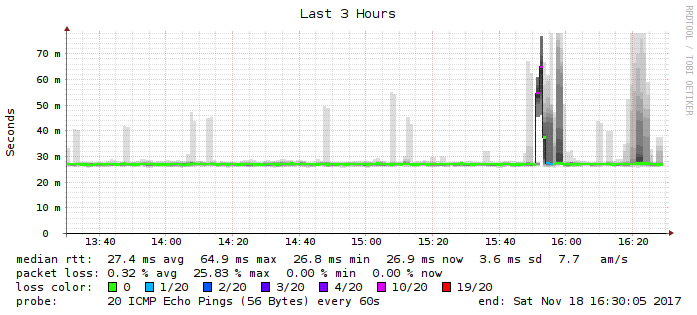 Last 3 Hours
RRDTOOL / TOBI OETIKER
Seconds
70 m
60 m
50 m
40 m
30 m
20 m
10 m
0
13:40 14:00 14:20 14:40 15:00 15:20 15:40 16:00 16:20
median rtt: 27.4 ms avg 64.9 ms max 26.8 ms min 26.9 ms now 3.6 ms sd 7.7 am/s
packet loss: 0.32 % avg 25.83 % max 0.00 % min 0.00 % now
loss color: 0 1/20 2/20 3/20 4/20 10/20 19/20
probe: 20 ICMP Echo Pings (56 Bytes) every 60s end: Sat Nov 18 16:30:05 2017